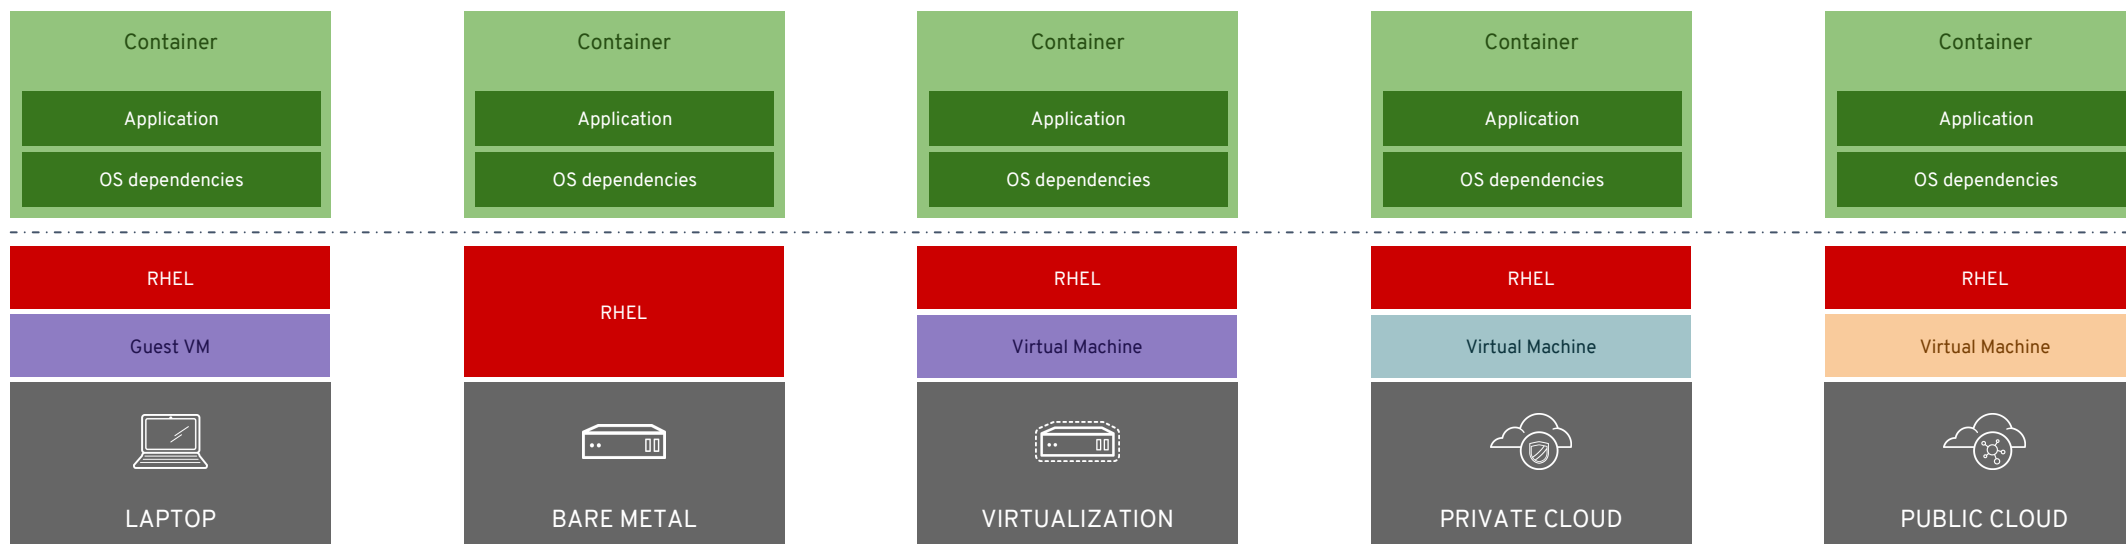 Container
Application
OS dependencies
RHEL
Guest VM
LAPTOP
Container
Application
OS dependencies
RHEL
BARE METAL
Container
Application
OS dependencies
RHEL
Virtual Machine
VIRTUALIZATION
Container
Application
OS dependencies
RHEL
Virtual Machine
PRIVATE CLOUD
Container
Application
OS dependencies
RHEL
Virtual Machine
PUBLIC CLOUD